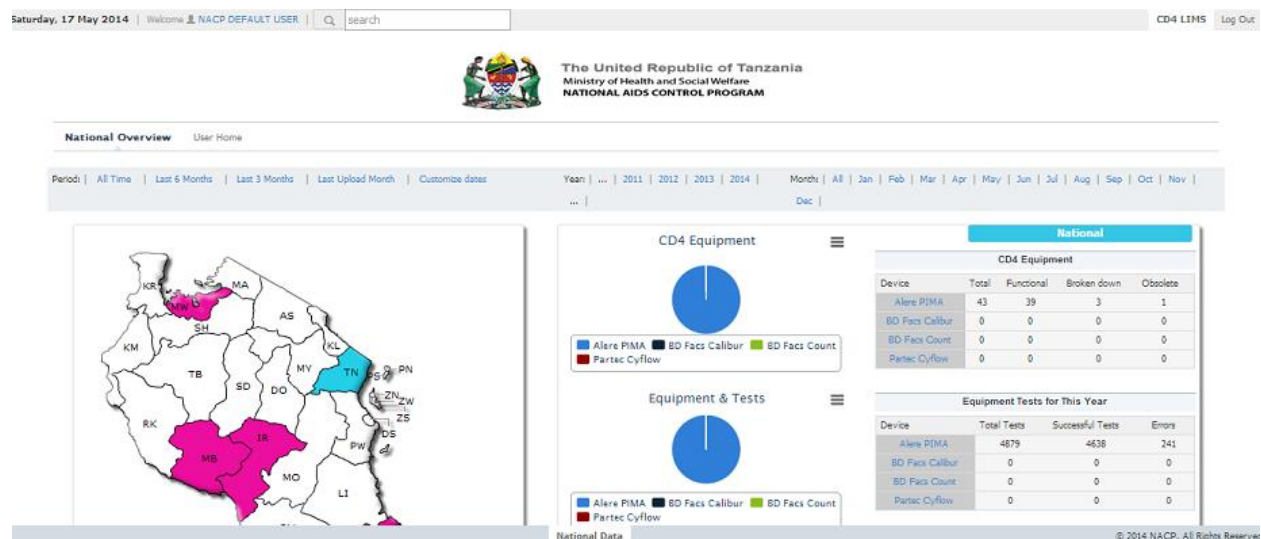 Saturday, 17 May 2014 | Welcome NACP DEFAULT USER | search
CD4 LIMS Log Out
The United Republic of Tanzania
Ministry of Health and Social Welfare
NATIONAL AIDS CONTROL PROGRAM
National Overview User Home
Period: | All Time | Last 6 Months | Last 3 Months | Last Upload Month | Customize dates
Year: | ... | 2011 | 2012 | 2013 | 2014 |
... |
Month: | All | Jan | Feb | Mar | Apr | May | Jun | Jul | Aug | Sep | Oct | Nov |
Dec |
KR
MW
MA
SH
AS
KM
KL
TB
SD
DO
MY
TN
PS
PN
ZN
ZW
ZS
DS
RK
IR
PW
MB
MO
LI
CD4 Equipment
Alere PIMA BD Facs Calibur BD Facs Count
Partec Cyflow
Equipment & Tests
Alere PIMA BD Facs Calibur BD Facs Count
Partec Cyflow
National
CD4 Equipment
Device Total Functional Broken down Obsolete
Alere PIMA 43 39 3 1
BD Facs Calibur 0 0 0 0
BD Facs Count 0 0 0 0
Partec Cyflow 0 0 0 0
Equipment Tests for This Year
Device Total Tests Successful Tests Errors
Alere PIMA 4879 4638 241
BD Facs Calibur 0 0 0
BD Facs Count 0 0 0
Partec Cyflow 0 0 0
National Data
© 2014 NACP. All Rights Reserved